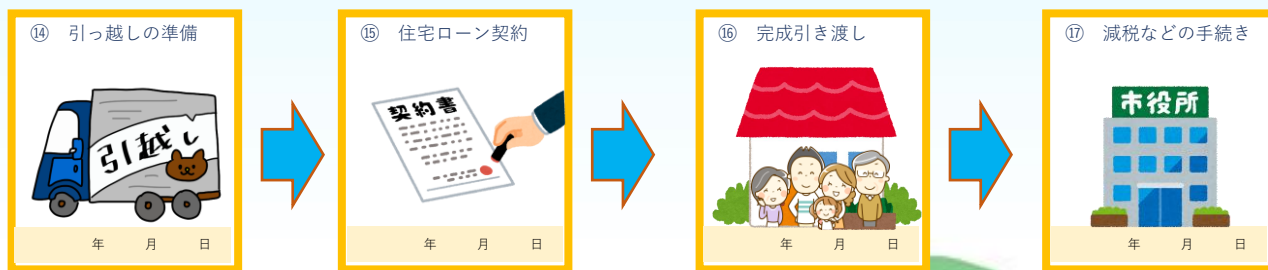 ⑭ 引っ越しの準備
引越し
年 月 日
⑮ 住宅ローン契約
契約書
年 月 日
⑯ 完成引き渡し
年 月 日
⑰ 減税などの手続き
市役所
年 月 日